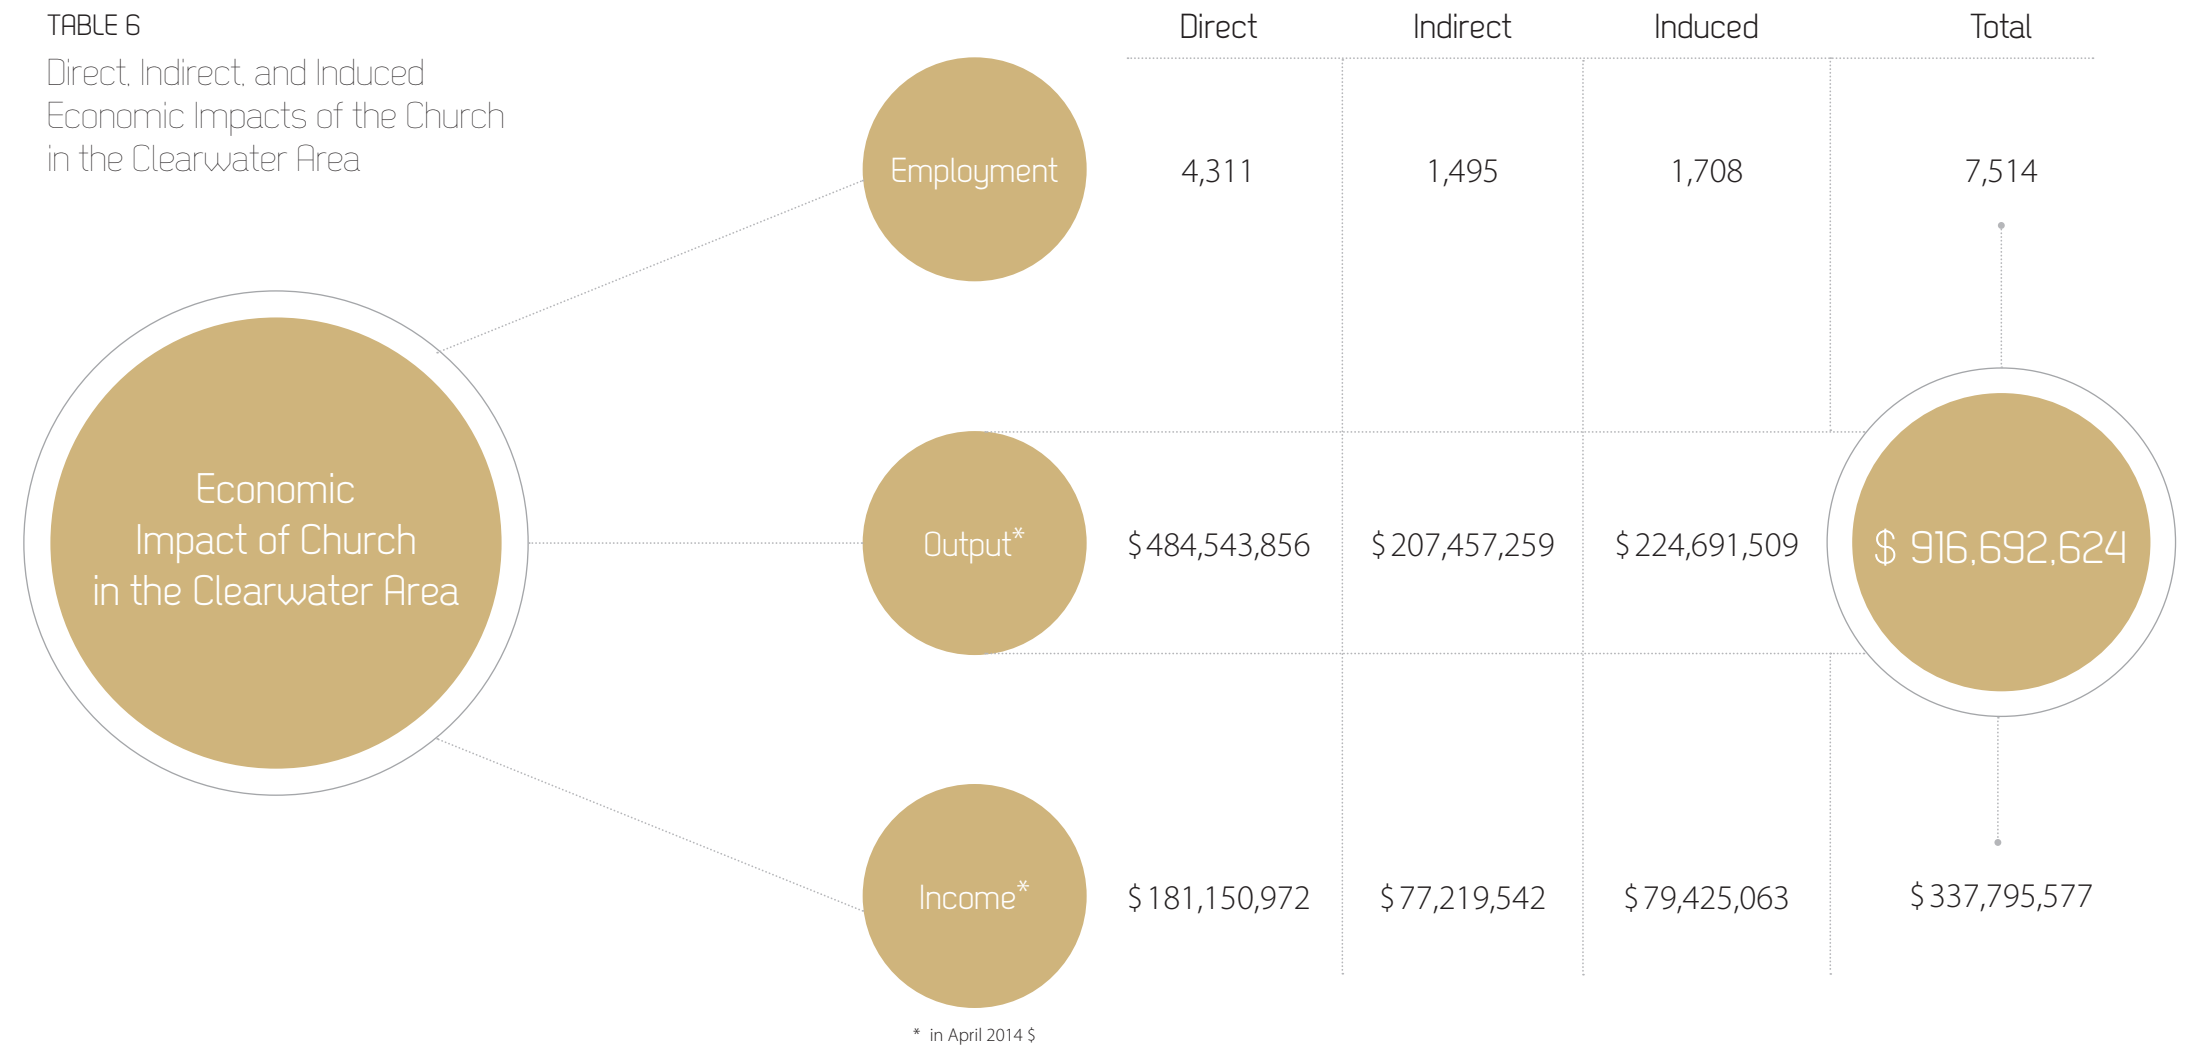 TABLE 6
Direct, Indirect, and Induced
Economic Impacts of the Church
in the Clearwater Area
Direct Indirect Induced Total
Employment 4,311 1,495 1,708 7,514
Economic
Impact of Church
in the Clearwater Area
Output* $484,543,856 $207,457,259 $224,691,509 $ 916,692,624
Income* $181,150,972 $77,219,542 $79,425,063 $337,795,577
* in April 2014 $